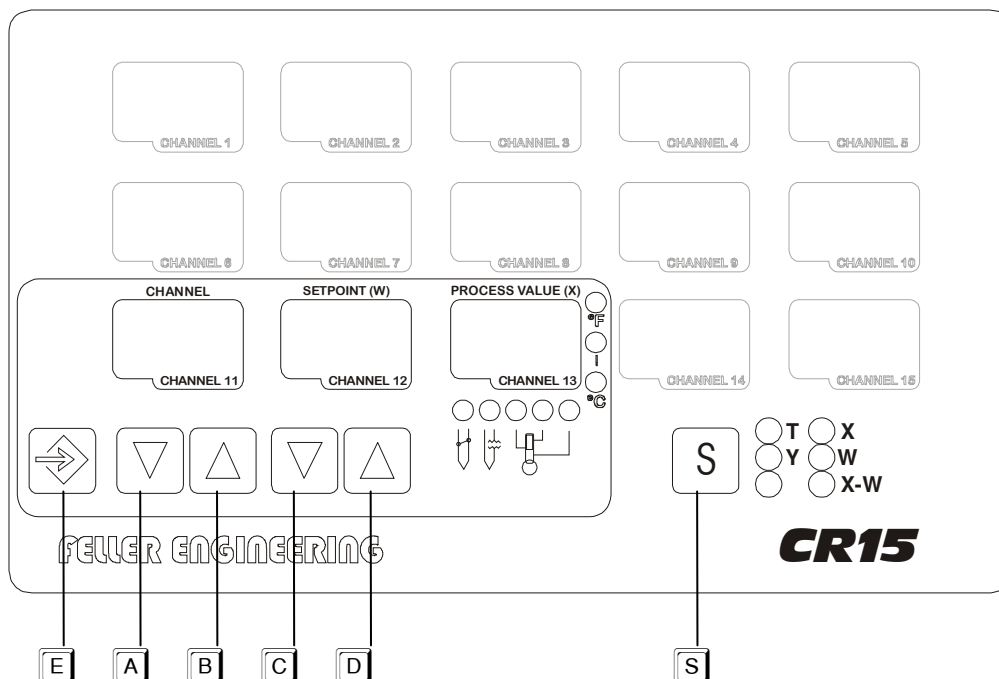 CHANNEL 1 CHANNEL 2 CHANNEL 3 CHANNEL 4 CHANNEL 5
CHANNEL 6 CHANNEL 7 CHANNEL 8 CHANNEL 9 CHANNEL 10
CHANNEL SETPOINT (W) PROCESS VALUE (X)
°F
I
CHANNEL 11 CHANNEL 12 CHANNEL 13 CHANNEL 14 CHANNEL 15
°C
T X
S Y W
X-W
FELLER ENGINEERING CR15
E A B C D S